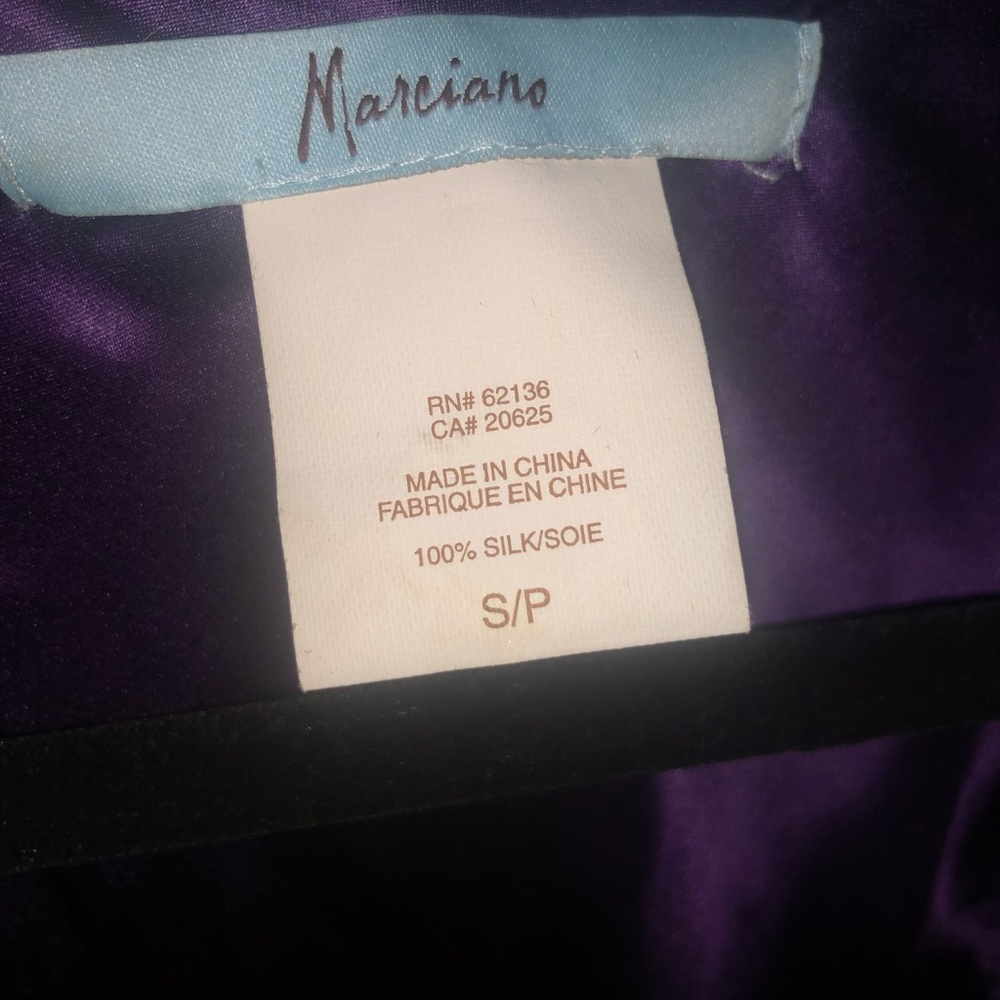 Marciano
RN# 62136
CA# 20625
MADE IN CHINA
FABRIQUE EN CHINE
100% SILK/SOIE
S/P